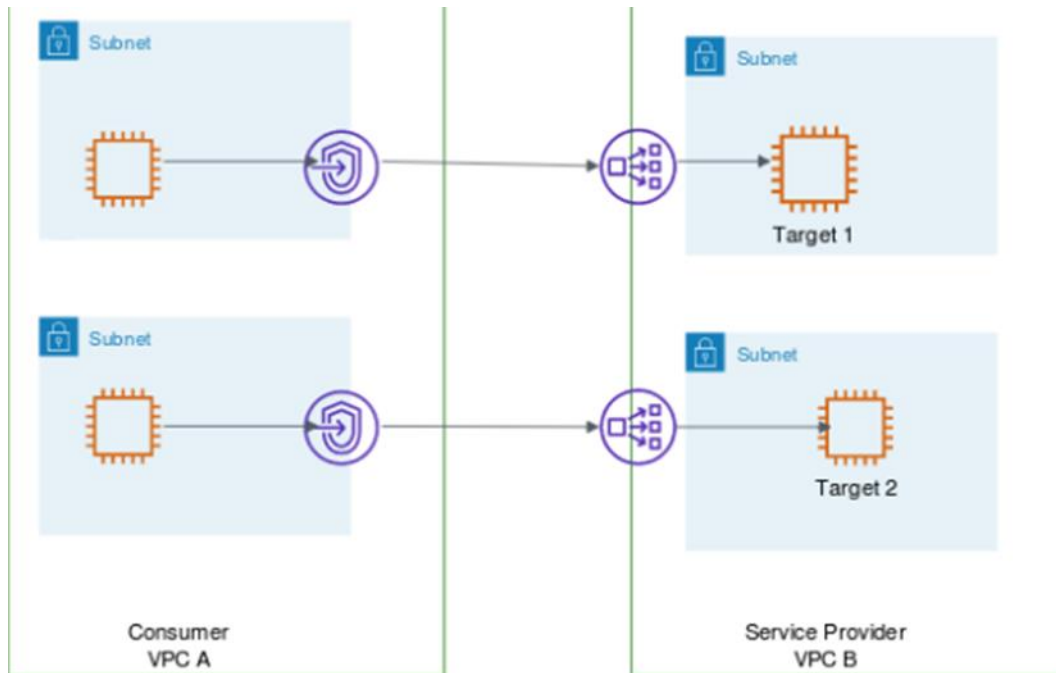 Subnet
Subnet
Target 1
Subnet
Subnet
Target 2
Consumer
VPC A
Service Provider
VPC B